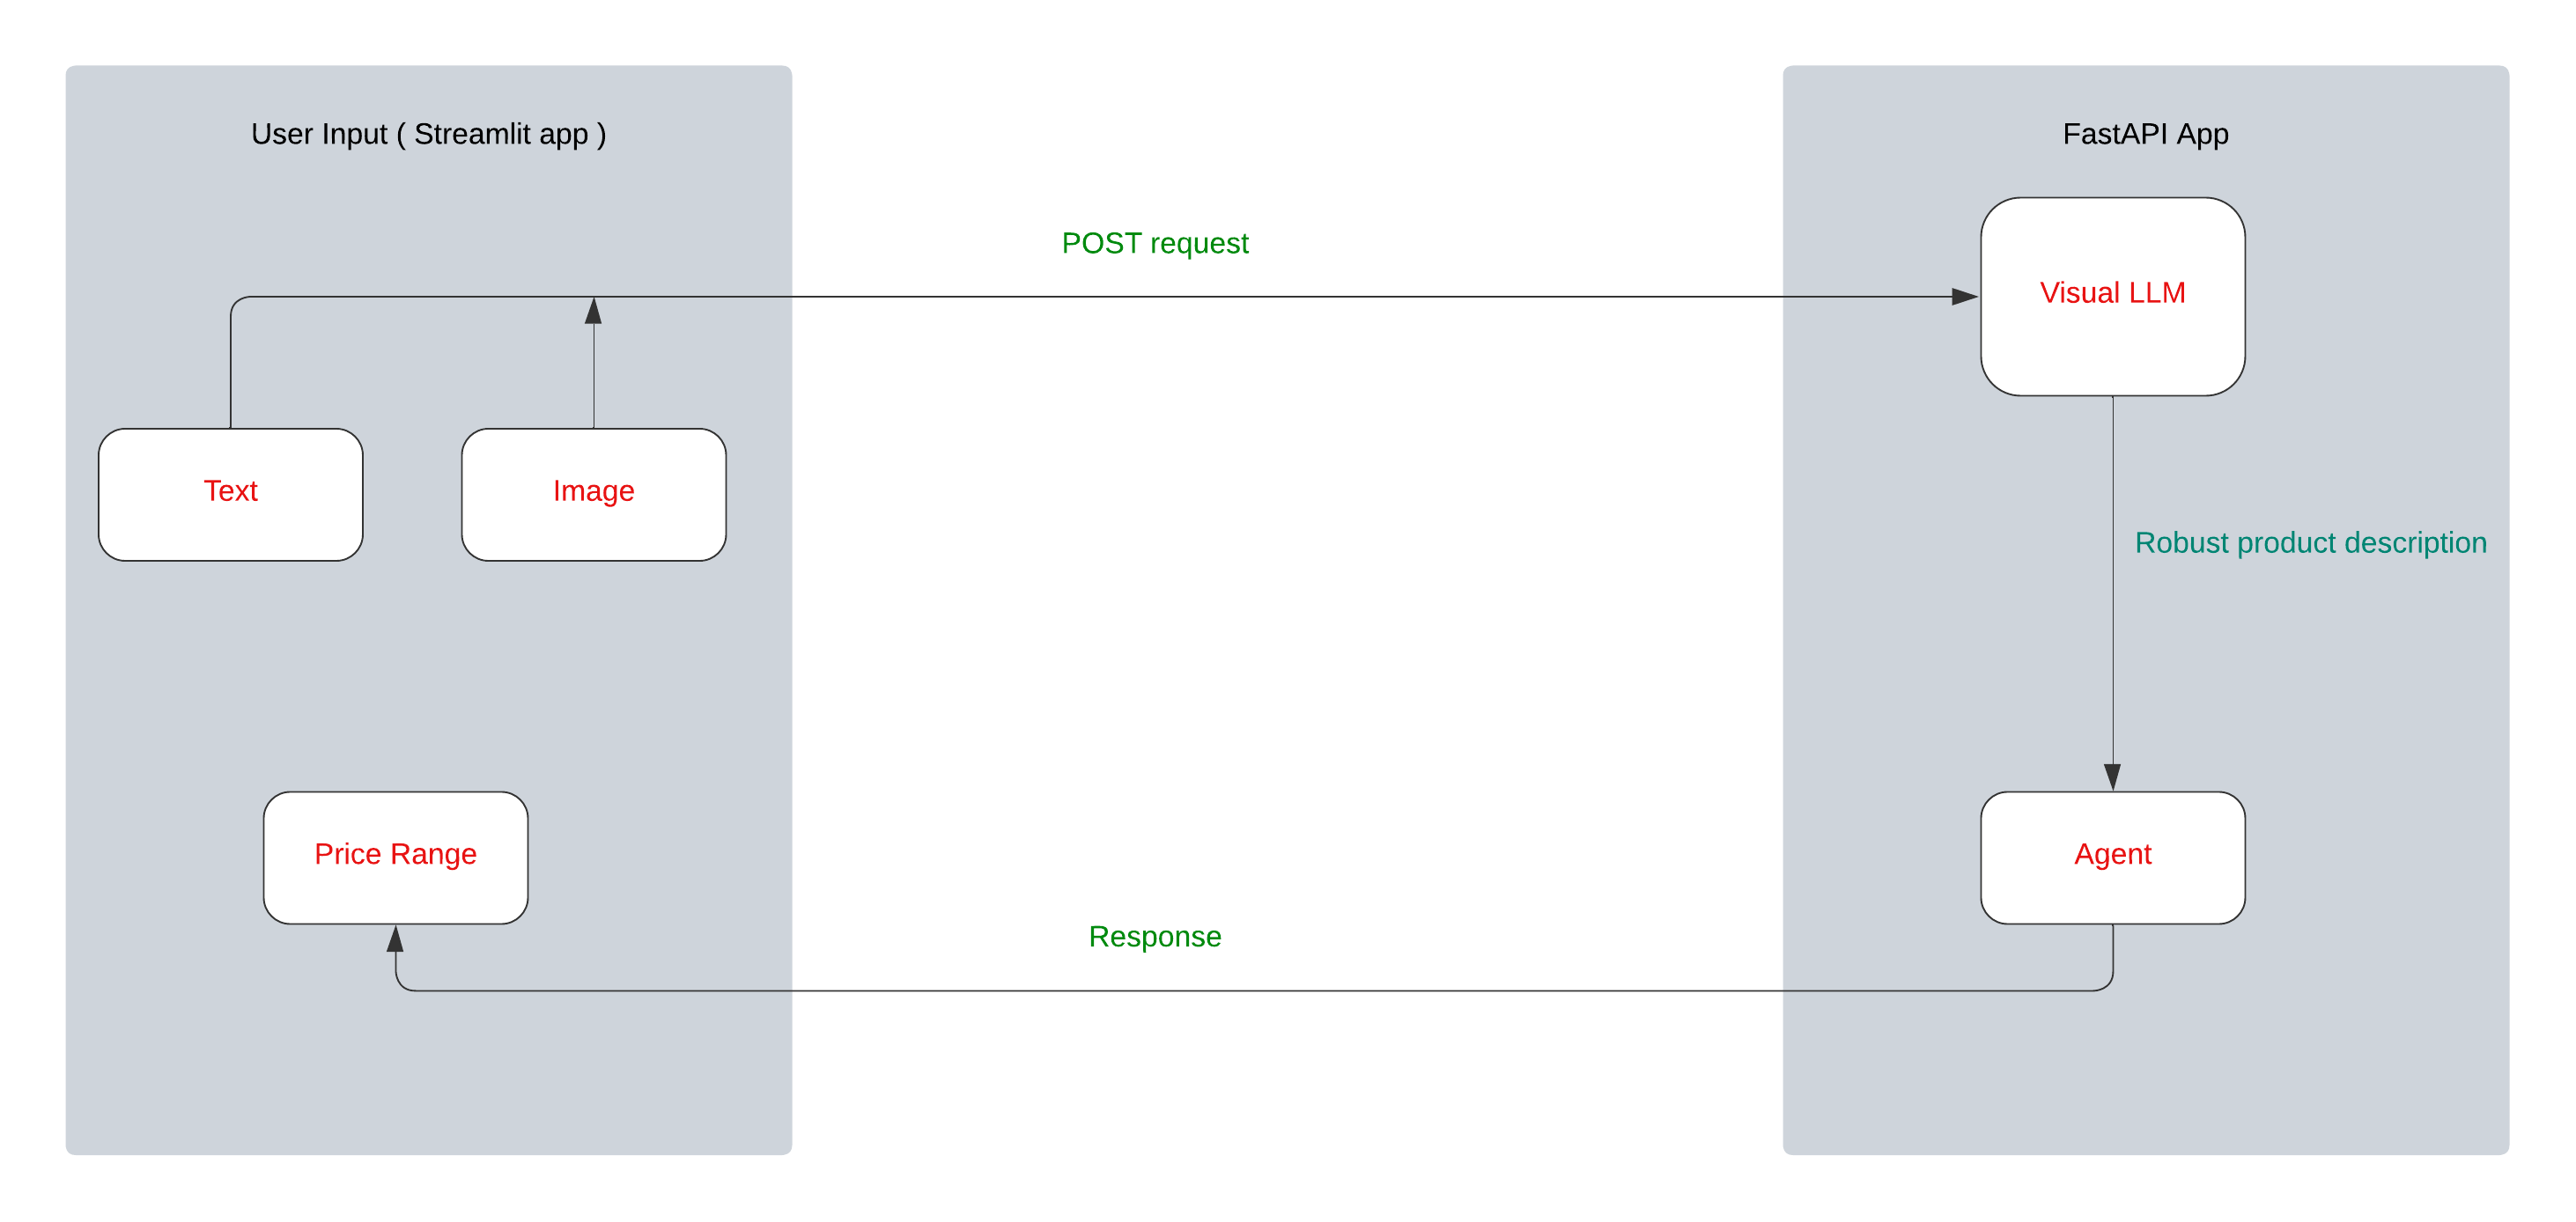 User Input ( Streamlit app )
FastAPI App
POST request
Visual LLM
Text
Image
Robust product description
Price Range
Agent
Response